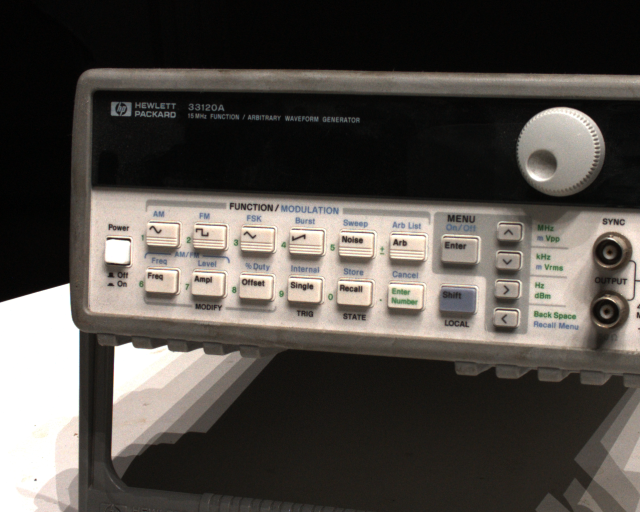 hp HEWLETT PACKARD 33120A
15 MHz FUNCTION / ARBITRARY WAVEFORM GENERATOR
FUNCTION / MODULATION
AM FM FSK Burst Sweep Arb List
1 2 3 4 5 Noise ± Arb
AM/FM
Freq Level % Duty Internal Store Cancel
6 Freq 7 Ampl 8 Offset 9 Single 0 Recall . Enter Number
MODIFY TRIG STATE
Power
Off
On
MENU
On/Off
Enter
Shift
LOCAL
MHz
m Vpp
kHz
m Vrms
Hz
dBm
Back Space
Recall Menu
SYNC
OUTPUT